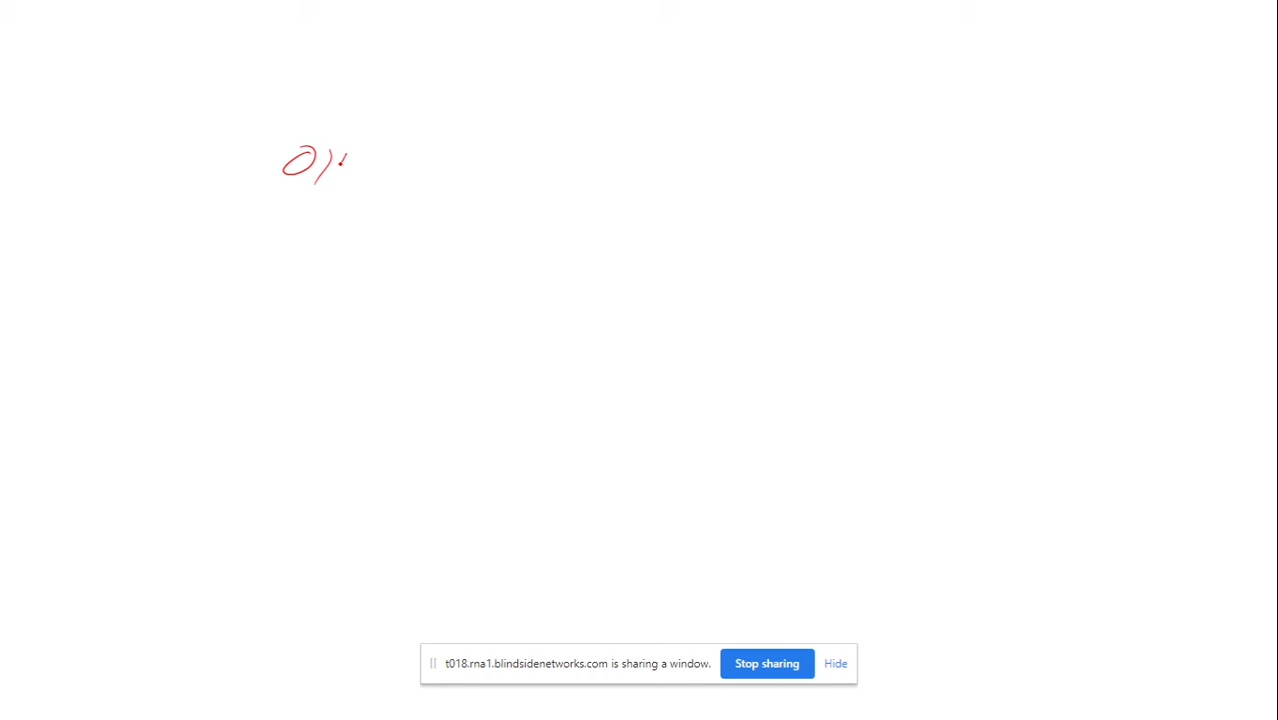 t018.rna1.blindsidenetworks.com is sharing a window. Stop sharing Hide